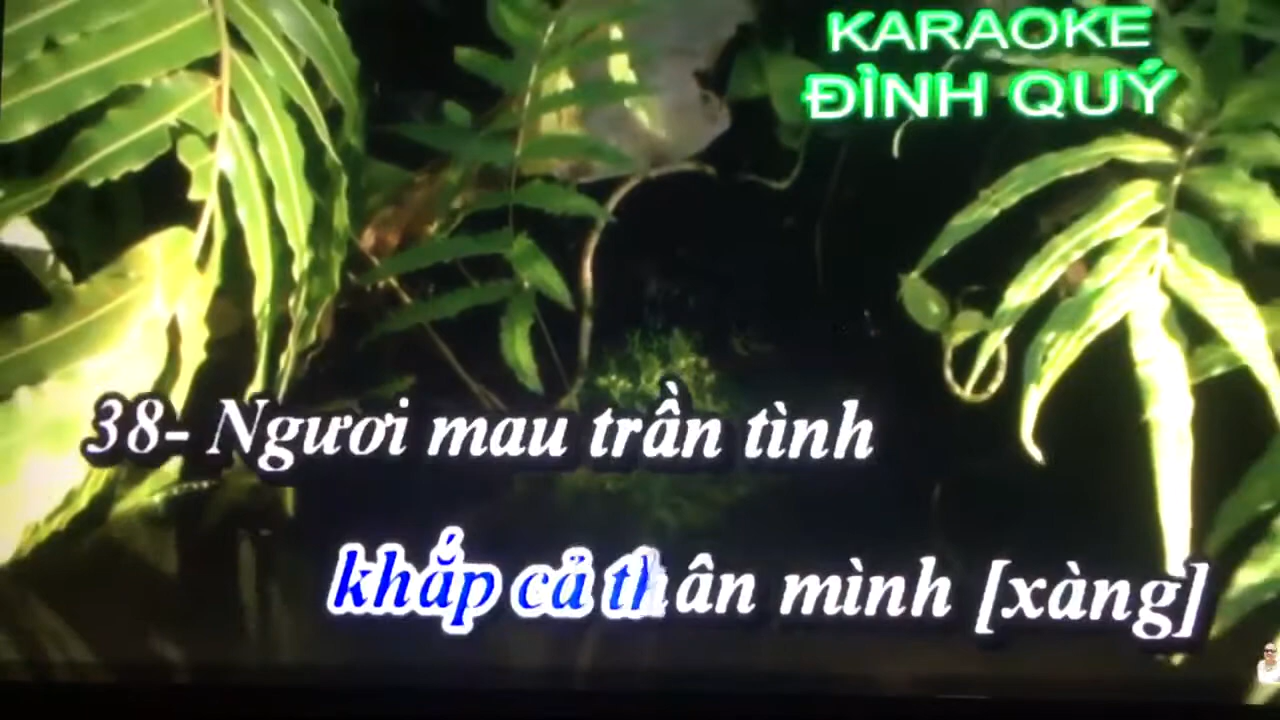 KARAOKE
ĐÌNH QUÝ
38- Ngươi mau trần tình
khắp cả thân mình [xàng]